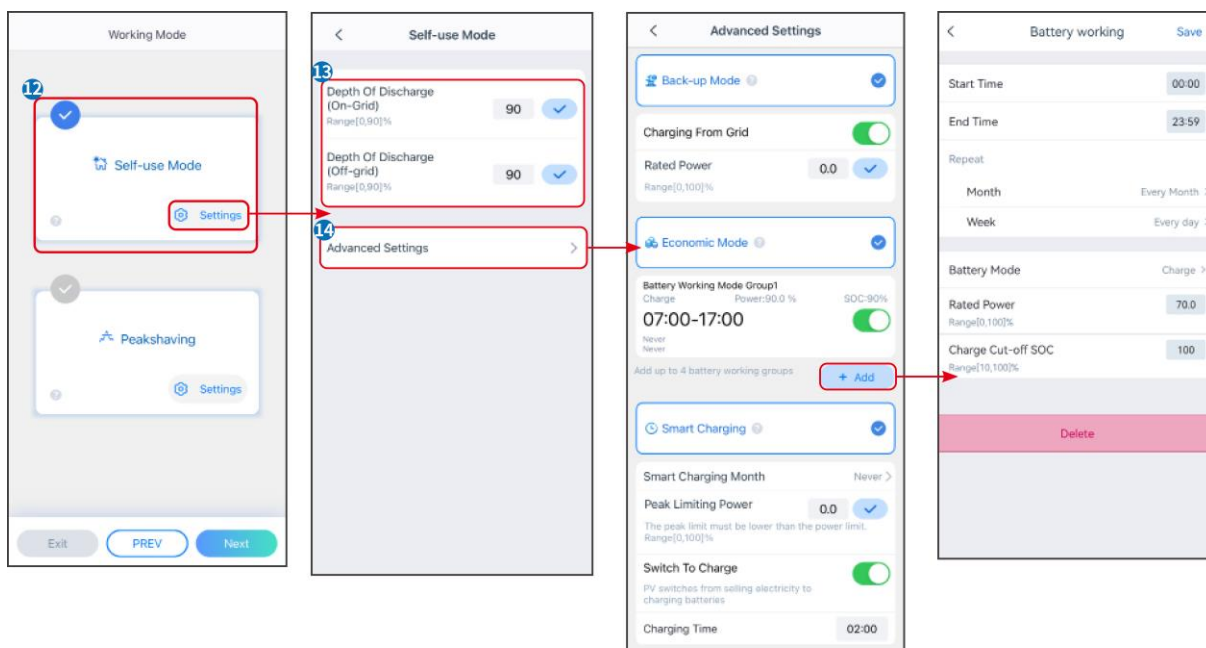 Working Mode
12
Self-use Mode
Settings
Peakshaving
Settings
Exit
PREV
Next
Self-use Mode
13
Depth Of Discharge
(On-Grid)
Range[0,90]%
90
Depth Of Discharge
(Off-grid)
Range[0,90]%
90
14
Advanced Settings
Advanced Settings
Back-up Mode
Charging From Grid
Rated Power
0.0
Range[0,100]%
Economic Mode
Battery Working Mode Group1
Charge Power:90.0 % SOC:90%
07:00-17:00
Never
Never
Add up to 4 battery working groups
+ Add
Smart Charging
Smart Charging Month Never
Peak Limiting Power
0.0
The peak limit must be lower than the power limit.
Range[0,100]%
Switch To Charge
PV switches from selling electricity to
charging batteries
Charging Time 02:00
Battery working Save
Start Time 00:00
End Time 23:59
Repeat
Month Every Month
Week Every day
Battery Mode Charge
Rated Power 70.0
Range[0,100]%
Charge Cut-off SOC 100
Range[10,100]%
Delete